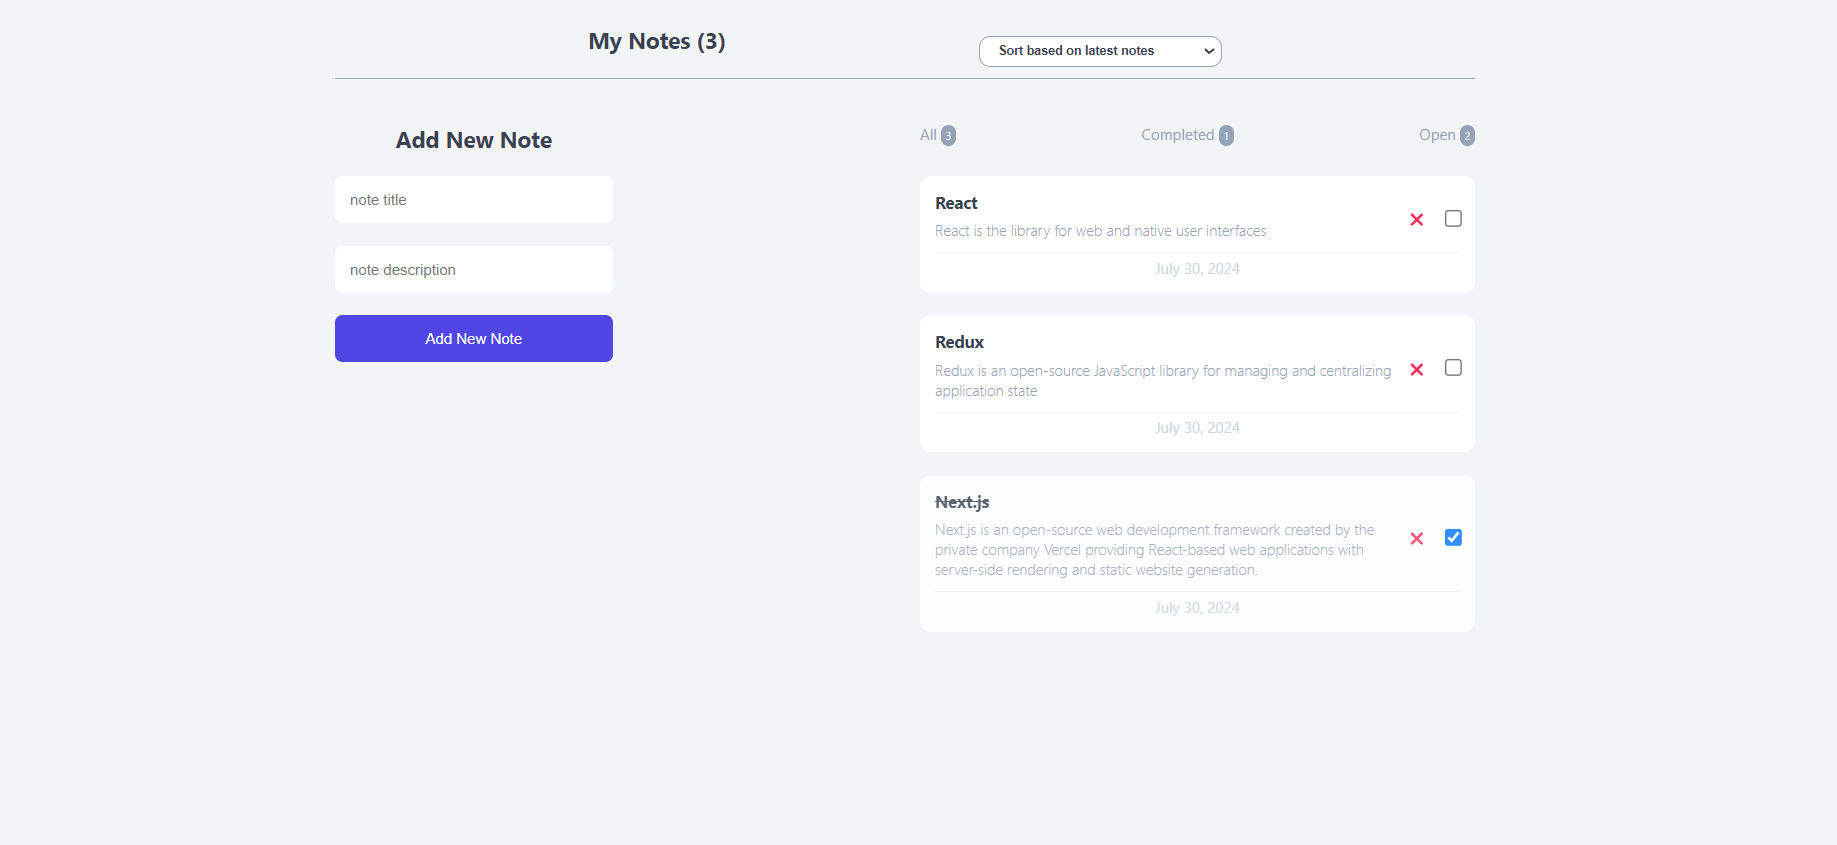 My Notes (3)
Sort based on latest notes
Add New Note
note title
note description
Add New Note
All 3
Completed 1
Open 2
React
React is the library for web and native user interfaces
July 30, 2024
Redux
Redux is an open-source JavaScript library for managing and centralizing
application state
July 30, 2024
Next.js
Next.js is an open-source web development framework created by the
private company Vercel providing React-based web applications with
server-side rendering and static website generation.
July 30, 2024